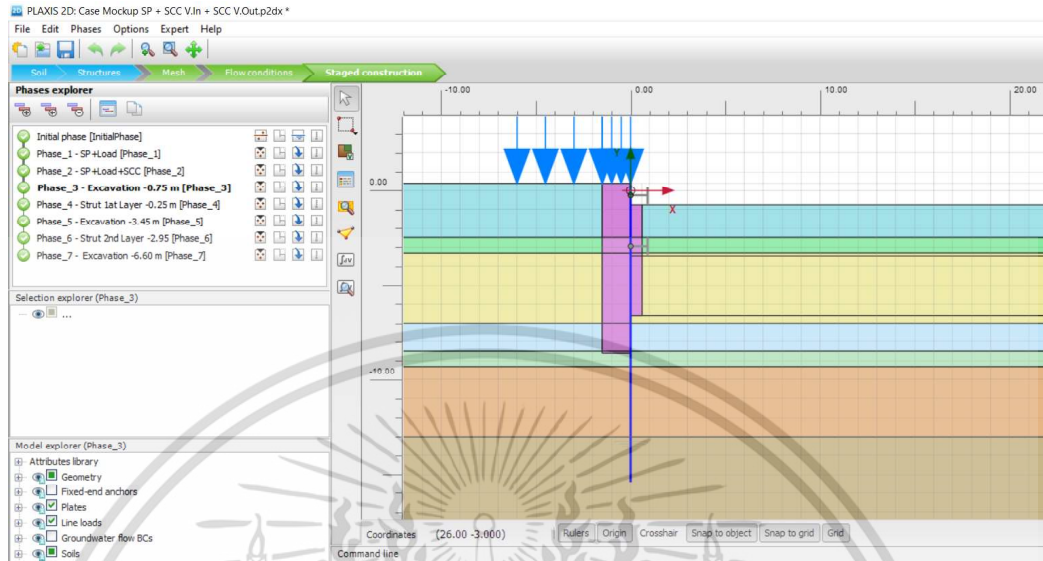 PLAXIS 2D: Case Mockup SP + SCC V.In + SCC V.Out.p2dx *
File Edit Phases Options Expert Help
Soil Structures Mesh Flow conditions Staged construction
Phases explorer
Initial phase [InitialPhase]
Phase_1 - SP+Load [Phase_1]
Phase_2 - SP+Load+SCC [Phase_2]
Phase_3 - Excavation -0.75 m [Phase_3]
Phase_4 - Strut 1at Layer -0.25 m [Phase_4]
Phase_5 - Excavation -3.45 m [Phase_5]
Phase_6 - Strut 2nd Layer -2.95 [Phase_6]
Phase_7 - Excavation -6.60 m [Phase_7]
Selection explorer (Phase_3)
...
Model explorer (Phase_3)
Attributes library
Geometry
Fixed-end anchors
Plates
Line loads
Groundwater flow BCs
Soils
-10.00 0.00 10.00 20.00
0.00
-10.00
Y
X
Coordinates (26.00 -3.000) Rulers Origin Crosshair Snap to object Snap to grid Grid
Command line